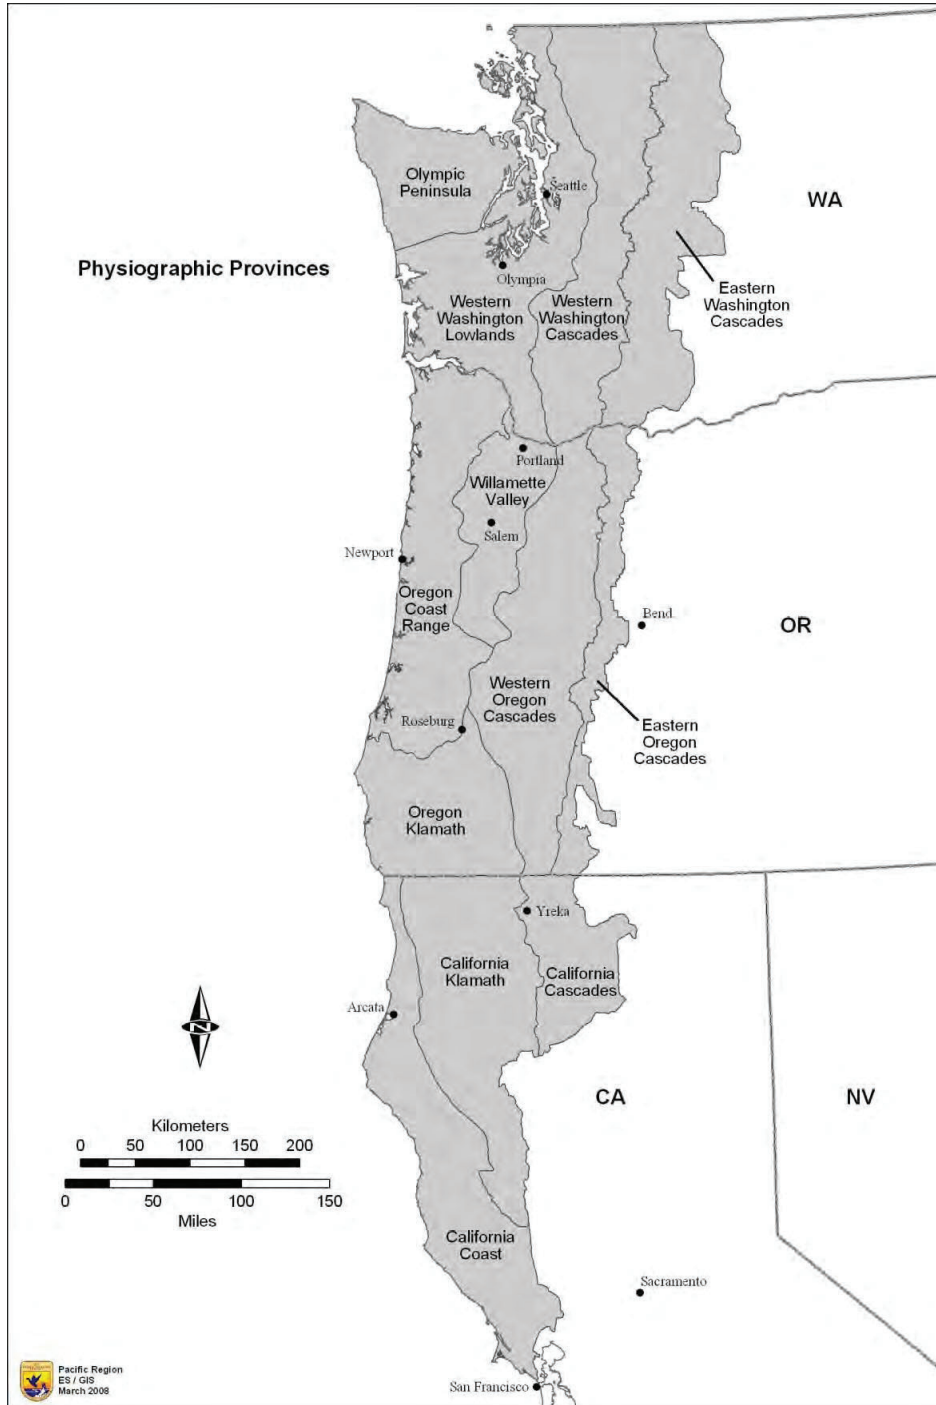 Olympic
Peninsula
Seattle
WA
Physiographic Provinces
Olympia
Western
Washington
Lowlands
Western
Washington
Cascades
Eastern
Washington
Cascades
Portland
Willamette
Valley
Salem
Newport
Oregon
Coast
Range
Bend
OR
Western
Oregon
Cascades
Roseburg
Eastern
Oregon
Cascades
Oregon
Klamath
Yreka
California
Klamath
California
Cascades
Arcata
N
CA
NV
Kilometers
0 50 100 150 200
0 50 100 150
Miles
California
Coast
Sacramento
San Francisco
Pacific Region
ES / GIS
March 2008